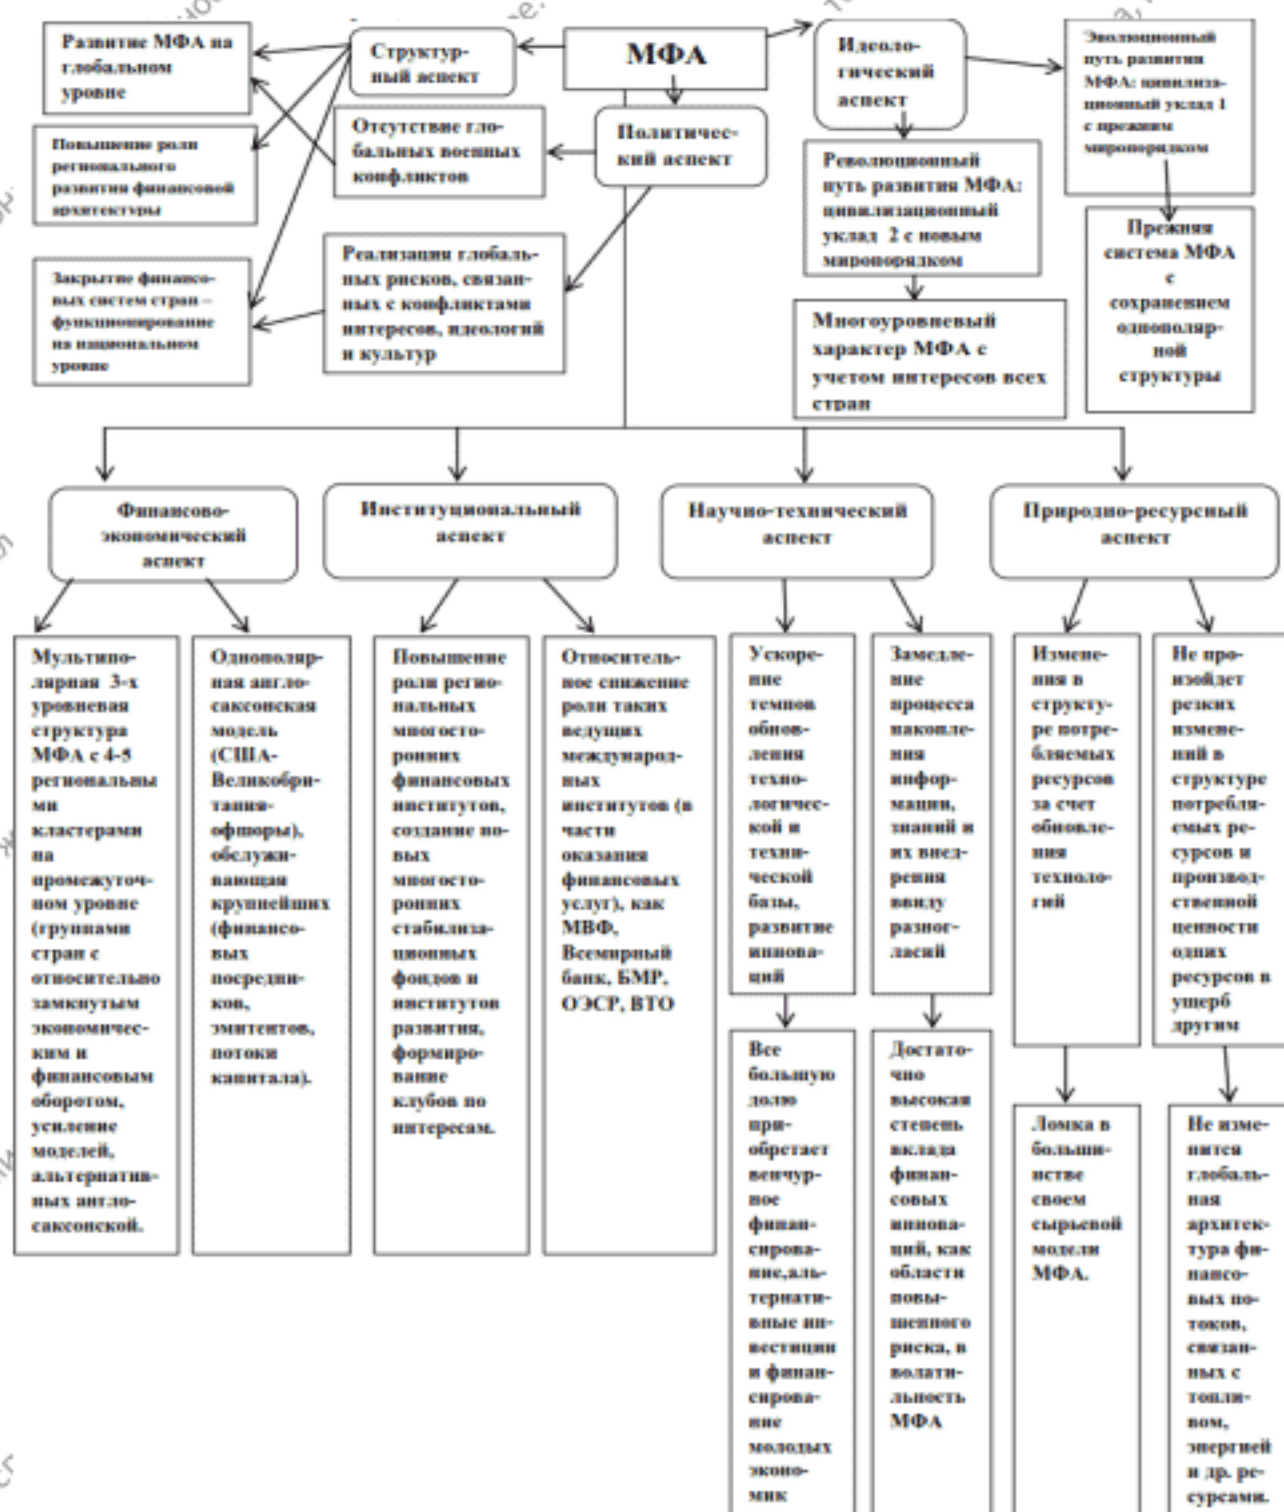 МФА
Структур-
ный аспект
Развитие МФА на
глобальном
уровне
Повышение роли
регионального
развития финансовой
архитектуры
Закрытие финансо-
вых систем стран –
функционирование
на национальном
уровне
Политичес-
кий аспект
Отсутствие гло-
бальных военных
конфликтов
Реализация глобаль-
ных рисков, связан-
ных с конфликтами
интересов, идеологий
и культур
Идеоло-
гический
аспект
Революционный
путь развития МФА:
цивилизационный
уклад 2 с новым
миропорядком
Многоуровневый
характер МФА с
учетом интересов всех
стран
Эволюционный
путь развития
МФА: цивилиза-
ционный уклад 1
с прежним
миропорядком
Прежняя
система МФА
с
сохранением
однополяр-
ной
структуры
Финансово-
экономический
аспект
Мультипо-
лярная 3-х
уровневая
структура
МФА с 4-5
региональны
ми
кластерами
на
промежуточ-
ном уровне
(группами
стран с
относительно
замкнутым
экономичес-
ким и
финансовым
оборотом,
усиление
моделей,
альтернатив-
ных англо-
саксонской.
Однополяр-
ная англо-
саксонская
модель
(США-
Великобри-
тания-
офшоры),
обслужи-
вающая
крупнейших
(финансо-
вых
посредни-
ков,
эмитентов,
потоки
капитала).
Институциональный
аспект
Повышение
роли регио-
нальных
многосто-
ронних
финансовых
институтов,
создание но-
вых
многосто-
ронних
стабилиза-
ционных
фондов и
институтов
развития,
формиро-
вание
клубов по
интересам.
Относитель-
ное снижение
роли таких
ведущих
международ-
ных
институтов (в
части
оказания
финансовых
услуг), как
МВФ,
Всемирный
банк, БМР,
ОЭСР, ВТО
Научно-технический
аспект
Ускоре-
ние
темпов
обнов-
ления
техно-
логичес-
кой и
техни-
ческой
базы,
развитие
иннова-
ций
Все
большую
долю
при-
обретает
венчур-
ное
финан-
сирова-
ние,аль-
тернати-
вные ин-
вестиции
и финан-
сирова-
ние
молодых
эконо-
мик
Замедле-
ние
процесса
накопле-
ния
инфор-
мации,
знаний и
их внед-
рения
ввиду
разног-
ласий
Достато-
чно
высокая
степень
вклада
финан-
совых
иннова-
ций, как
области
повы-
шенного
риска, в
волати-
льность
МФА
Природно-ресурсный
аспект
Измене-
ния в
структу-
ре потре-
бляемых
ресурсов
за счет
обновле-
ния
техноло-
гий
Ломка в
большин-
нстве
своем
сырьевой
модели
МФА.
Не про-
изойдет
резких
измене-
ний в
структуре
потребля-
емых ре-
сурсов и
производ-
ственной
ценности
одних
ресурсов в
ущерб
другим
Не изме-
нится
глобаль-
ная
архитек-
тура фи-
нансо-
вых по-
токов,
связан-
ных с
топли-
вом,
энергией
и др. ре-
сурсами.